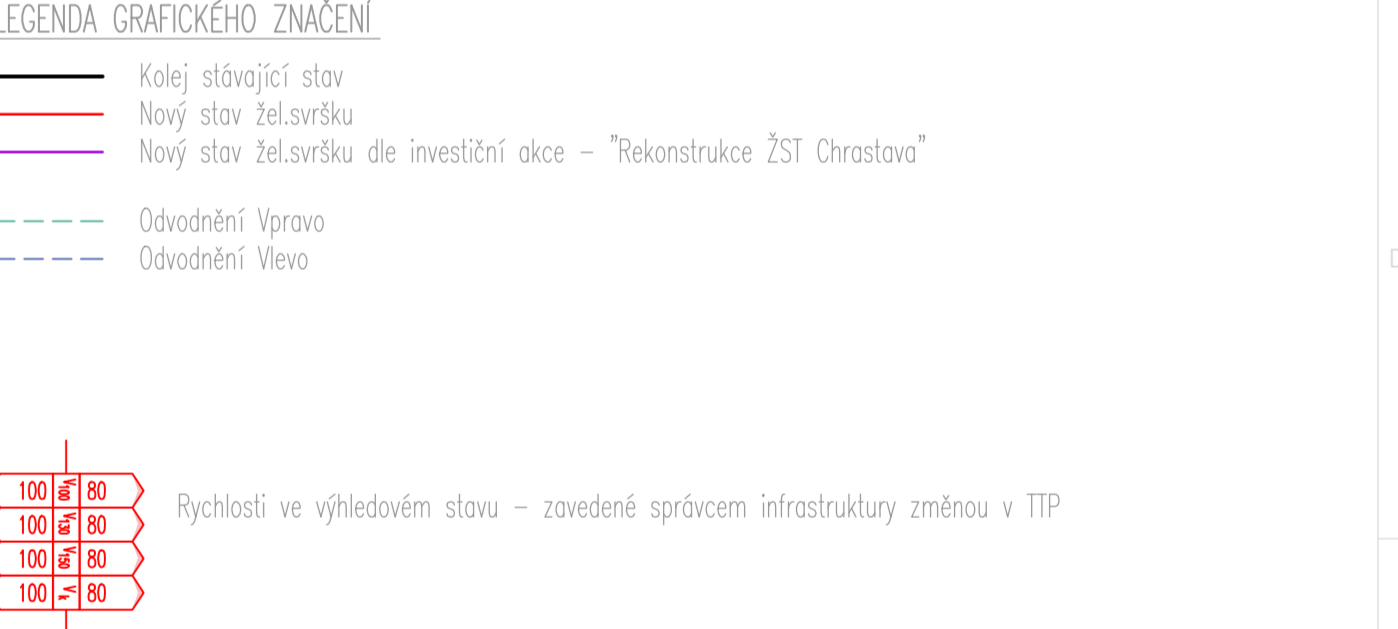 LEGENDA GRAFICKÉHO ZNAČENÍ
Kolej stávající stav
Nový stav žel.svršku
Nový stav žel.svršku dle investiční akce – "Rekonstrukce ŽST Chrastava"
Odvodnění Vpravo
Odvodnění Vlevo
100 V100 80
100 V130 80
100 V150 80
100 Vk 80
Rychlosti ve výhledovém stavu – zavedené správcem infrastruktury změnou v TTP